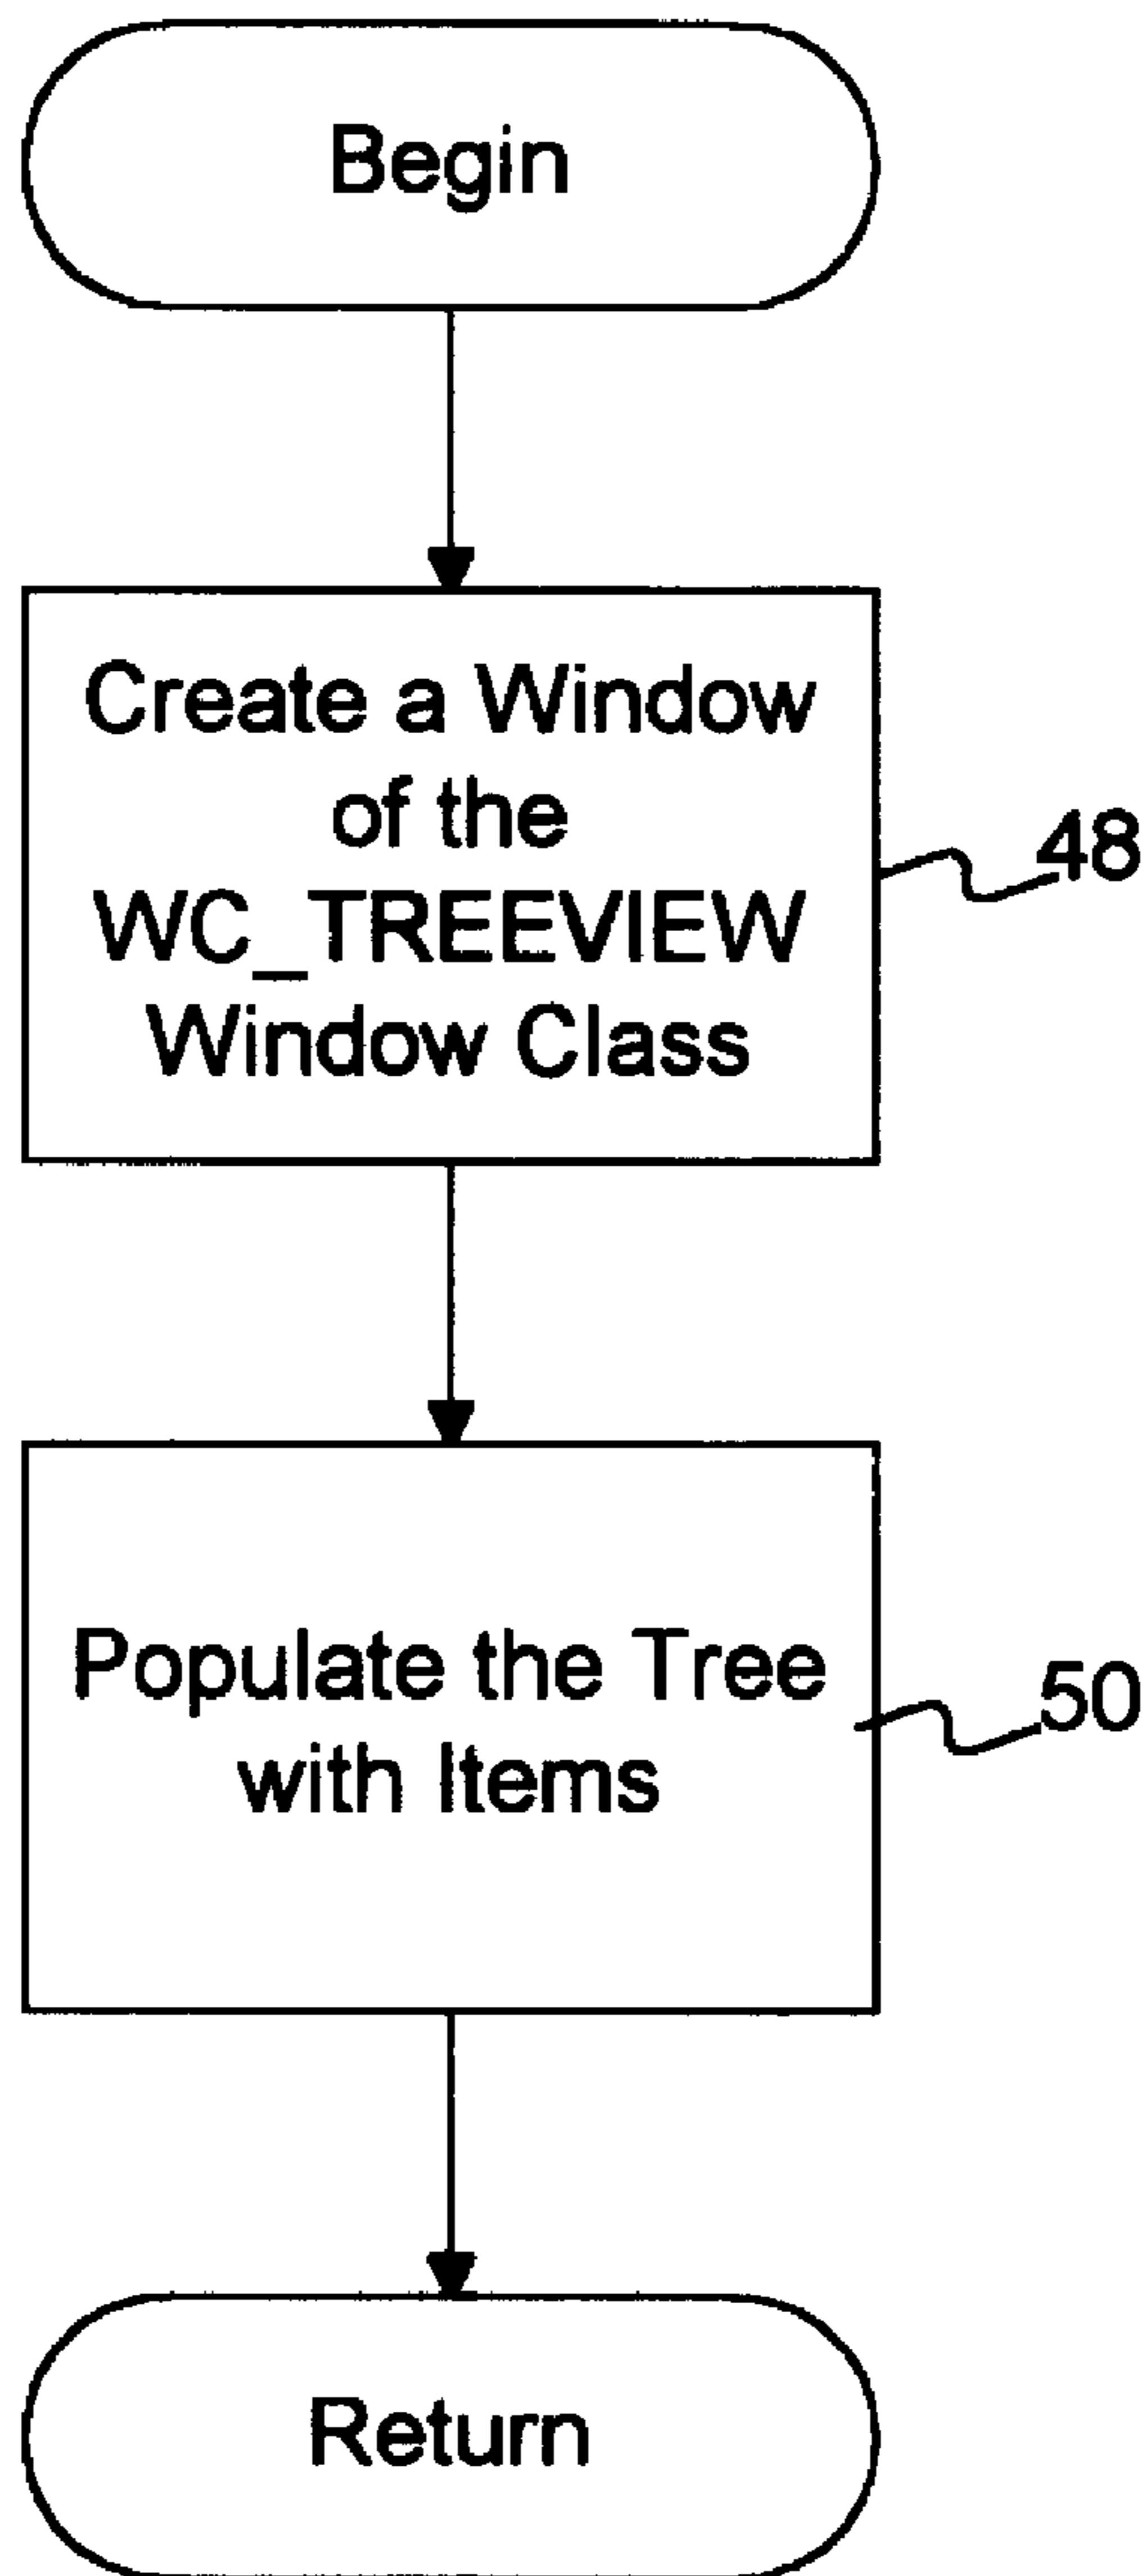 Begin
Create a Window
of the
WC_TREEVIEW
Window Class
48
Populate the Tree
with Items
50
Return